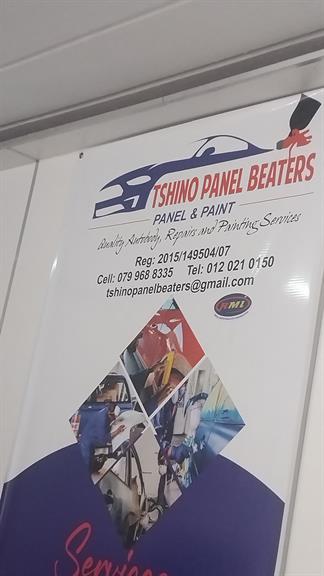 TSHINO PANEL BEATERS
PANEL & PAINT
Quality Autobody, Repairs and Painting Services
Reg: 2015/149504/07
Cell: 079 968 8335 Tel: 012 021 0150
tshinopanelbeaters@gmail.com
RMI
Services